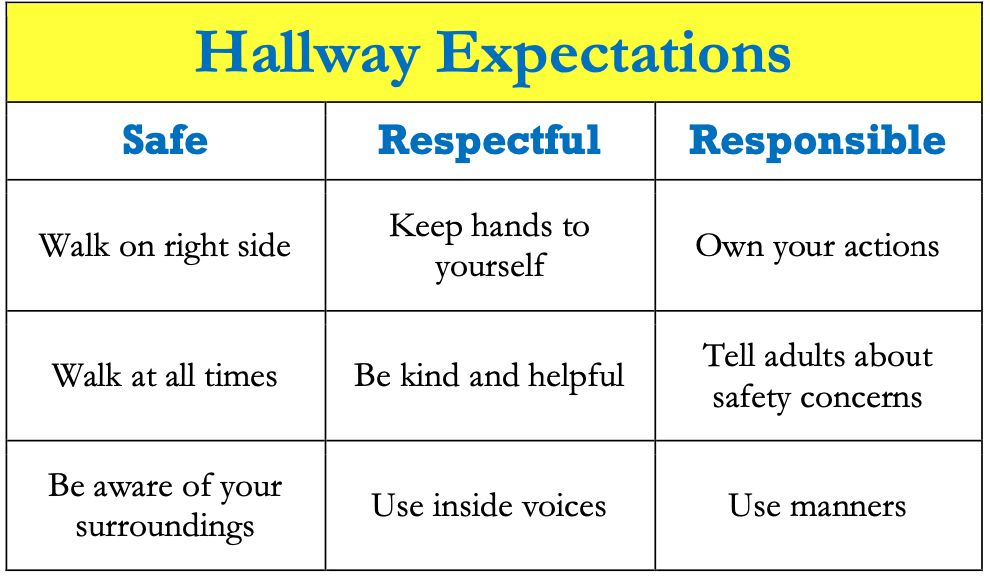 Hallway Expectations
Safe
Respectful
Responsible
Walk on right side
Keep hands to
yourself
Own your actions
Walk at all times
Be kind and helpful
Tell adults about
safety concerns
Be aware of your
surroundings
Use inside voices
Use manners